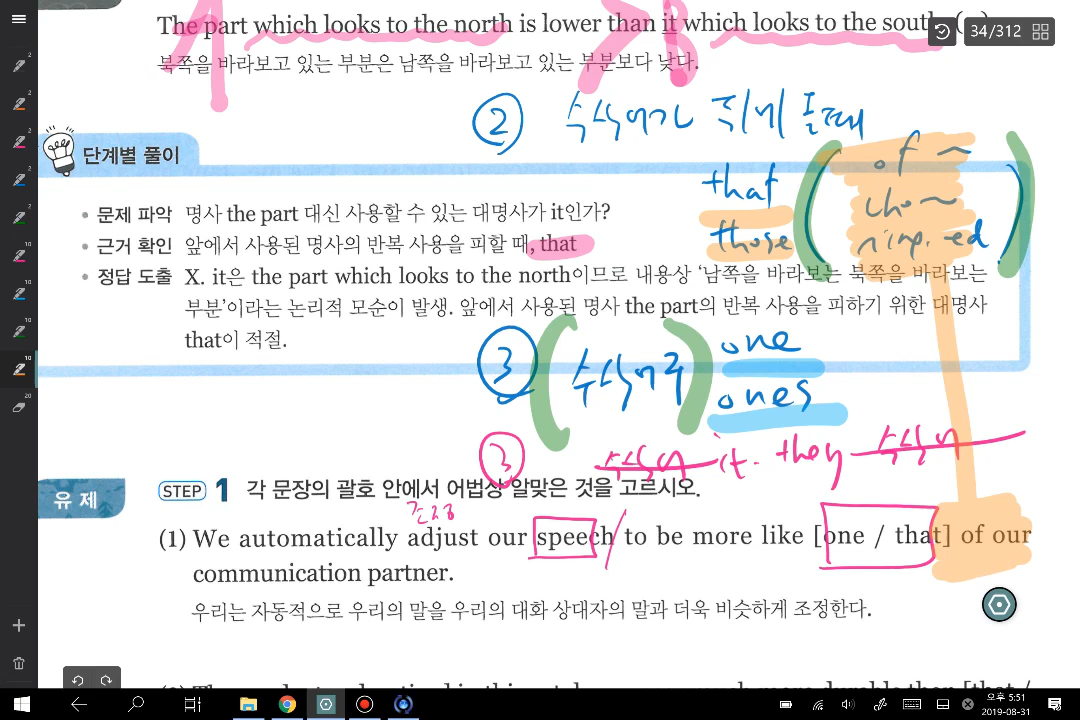 The part which looks to the north is lower than it which looks to the south.
34/312
북쪽을 바라보고 있는 부분은 남쪽을 바라보고 있는 부분보다 낮다.
A > B
② 수식어가 뒤에 올때
단계별 풀이
that
those
of ~
ing. -ed
• 문제 파악 명사 the part 대신 사용할 수 있는 대명사가 it인가?
• 근거 확인 앞에서 사용된 명사의 반복 사용을 피할 때, that
• 정답 도출 X. it은 the part which looks to the north이므로 내용상 ‘남쪽을 바라보는 북쪽을 바라보는
부분’이라는 논리적 모순이 발생. 앞에서 사용된 명사 the part의 반복 사용을 피하기 위한 대명사
that이 적절.
③ (수식어구) one
ones
③ 수식어 it. they 수식어
유 제
STEP 1 각 문장의 괄호 안에서 어법상 알맞은 것을 고르시오.
조정
(1) We automatically adjust our speech / to be more like [one / that] of our
communication partner.
우리는 자동적으로 우리의 말을 우리의 대화 상대자의 말과 더욱 비슷하게 조정한다.
오후 5:51
2019-08-31